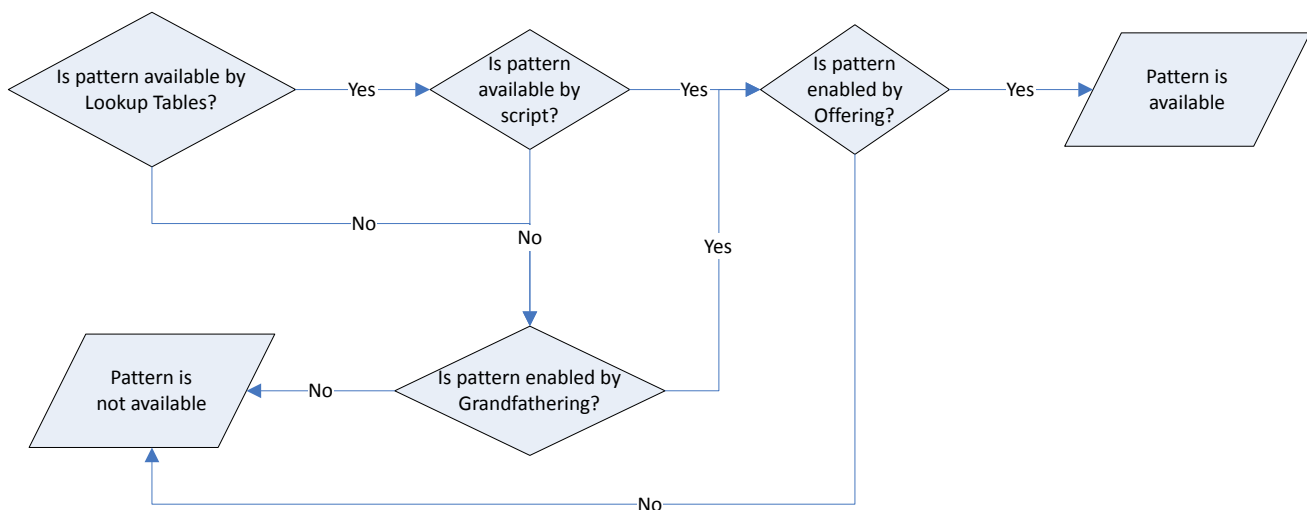 Is pattern available by
Lookup Tables?
Yes
Is pattern
available by
script?
Yes
Is pattern
enabled by
Offering?
Yes
Pattern is
available
No
No
Yes
Pattern is
not available
No
Is pattern enabled by
Grandfathering?
No